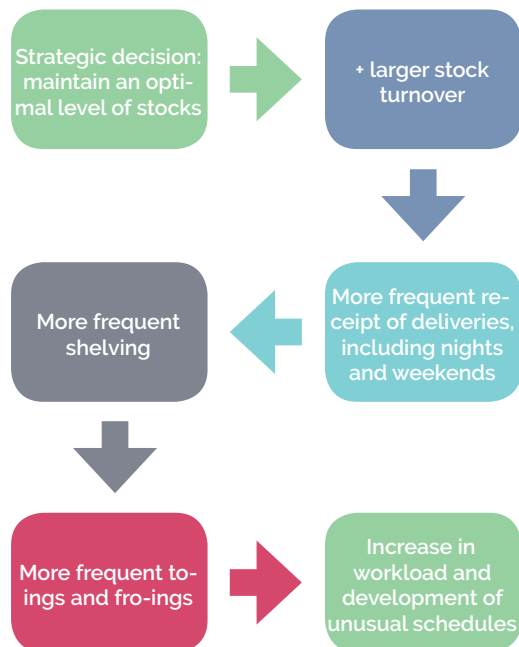 Strategic decision:
maintain an opti-
mal level of stocks
+ larger stock
turnover
More frequent re-
ceipt of deliveries,
including nights
and weekends
More frequent
shelving
More frequent to-
ings and fro-ings
Increase in
workload and
development of
unusual schedules